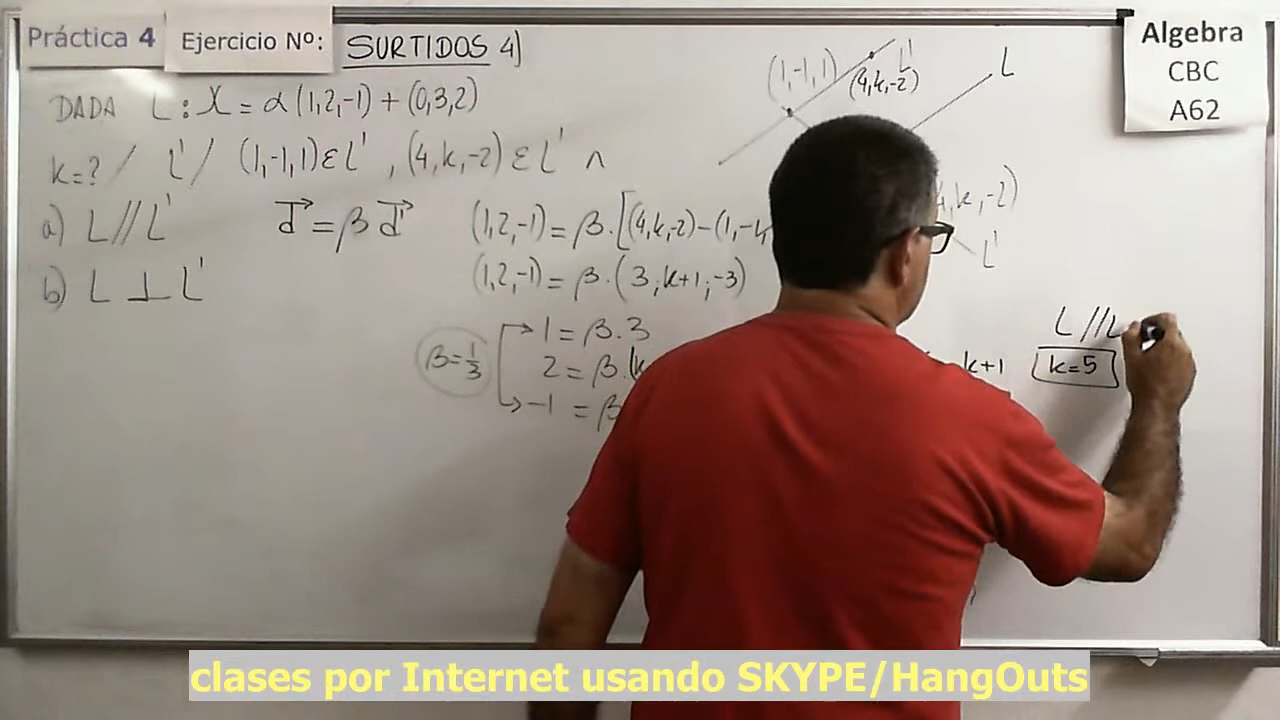 Práctica 4
Ejercicio Nº:
SURTIDOS 4)
Algebra
CBC
A62
DADA L : X = α(1,2,-1) + (0,3,2)
k=? / L' / (1,-1,1) ε L' , (4,k,-2) ε L' ∧
a) L // L'
b) L ⊥ L'
d = β d'
(1,2,-1) = β.[(4,k,-2)-(1,-1,
(1,2,-1) = β.(3,k+1,-3)
β=1/3
1 = β.3
2 = β.(k
-1 = β
(1,-1,1)
(4,k,-2)
L'
L
,k,-2)
L'
k+1
L // L
k=5
clases por Internet usando SKYPE/HangOuts